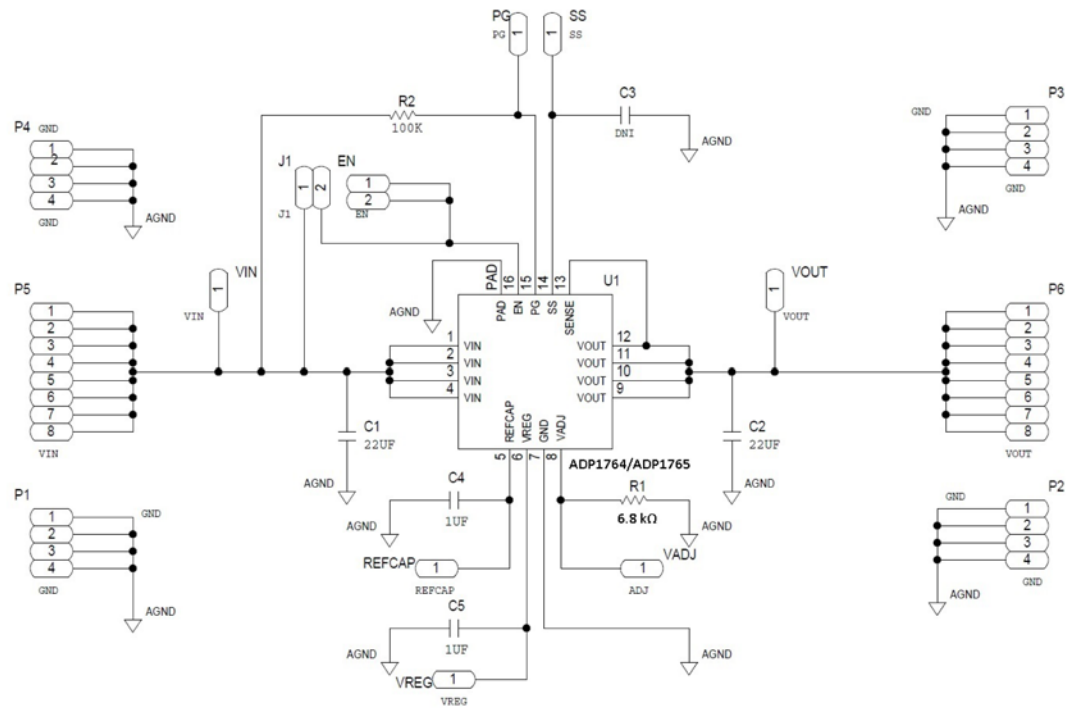 PG
PG
1
SS
1
SS
R2
100K
C3
DNI
AGND
P4
GND
1
2
3
4
GND
AGND
J1
1
2
J1
EN
1
2
EN
P3
GND
1
2
3
4
GND
AGND
P5
1
2
3
4
5
6
7
8
VIN
VIN
1
VIN
AGND
PAD
16
15
14
13
U1
PAD
EN
PG
SS
SENSE
1
2
3
4
VIN
VIN
VIN
VIN
VOUT
VOUT
VOUT
VOUT
12
11
10
9
REFCAP
VREG
GND
VADJ
5
6
7
8
ADP1764/ADP1765
VOUT
1
VOUT
P6
1
2
3
4
5
6
7
8
VOUT
C1
22UF
AGND
C2
22UF
AGND
C4
1UF
AGND
R1
6.8 kΩ
AGND
REFCAP
1
REFCAP
VADJ
1
ADJ
C5
1UF
AGND
AGND
VREG
1
VREG
P1
GND
1
2
3
4
GND
AGND
P2
GND
1
2
3
4
GND
AGND